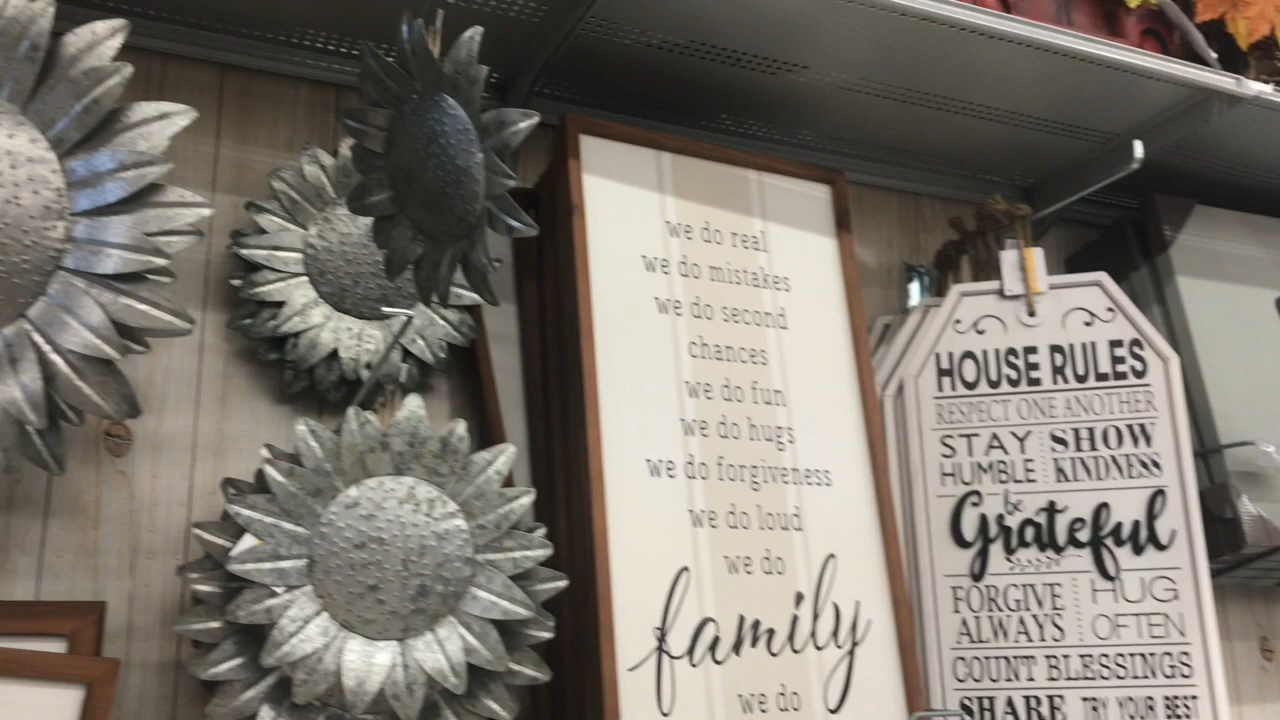 we do real
we do mistakes
we do second
chances
we do fun
we do hugs
we do forgiveness
we do loud
we do
family
we do
HOUSE RULES
RESPECT ONE ANOTHER
STAY HUMBLE
SHOW KINDNESS
be
Grateful
FORGIVE ALWAYS
HUG OFTEN
COUNT BLESSINGS
SHARE TRY YOUR BEST